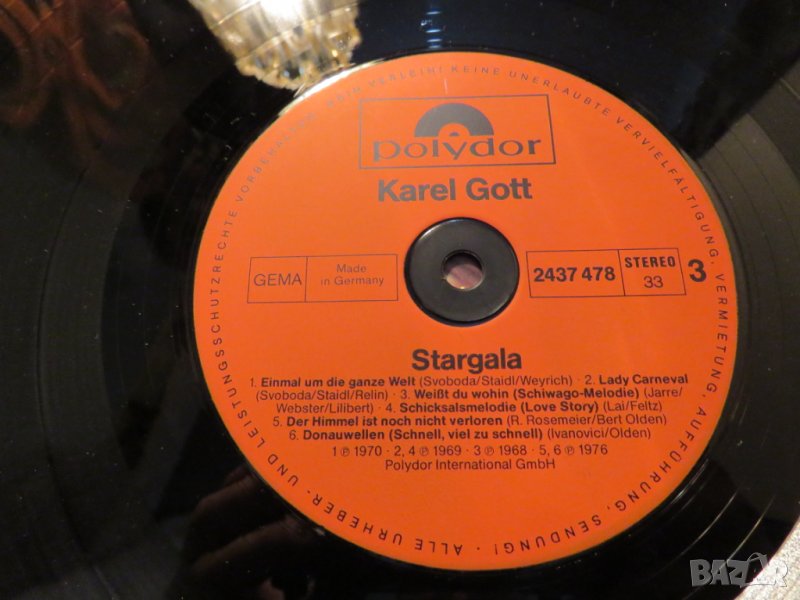 polydor
Karel Gott
GEMA
Made
in Germany
2437 478
STEREO
33
3
Stargala
1. Einmal um die ganze Welt (Svoboda/Staidl/Weyrich) · 2. Lady Carneval
(Svoboda/Staidl/Relin) · 3. Weißt du wohin (Schiwago-Melodie) (Jarre/
Webster/Lilibert) · 4. Schicksalsmelodie (Love Story) (Lai/Feltz)
5. Der Himmel ist noch nicht verloren (R. Rosemeier/Bert Olden)
6. Donauwellen (Schnell, viel zu schnell) (Ivanovici/Olden)
1 ℗ 1970 · 2, 4 ℗ 1969 · 3 ℗ 1968 · 5, 6 ℗ 1976
Polydor International GmbH
· ALLE URHEBER- UND LEISTUNGSSCHUTZRECHTE VORBEHALTEN. KEIN VERLEIH! KEINE UNERLAUBTE VERVIELFÄLTIGUNG, VERMIETUNG, AUFFÜHRUNG, SENDUNG!
BAZAR